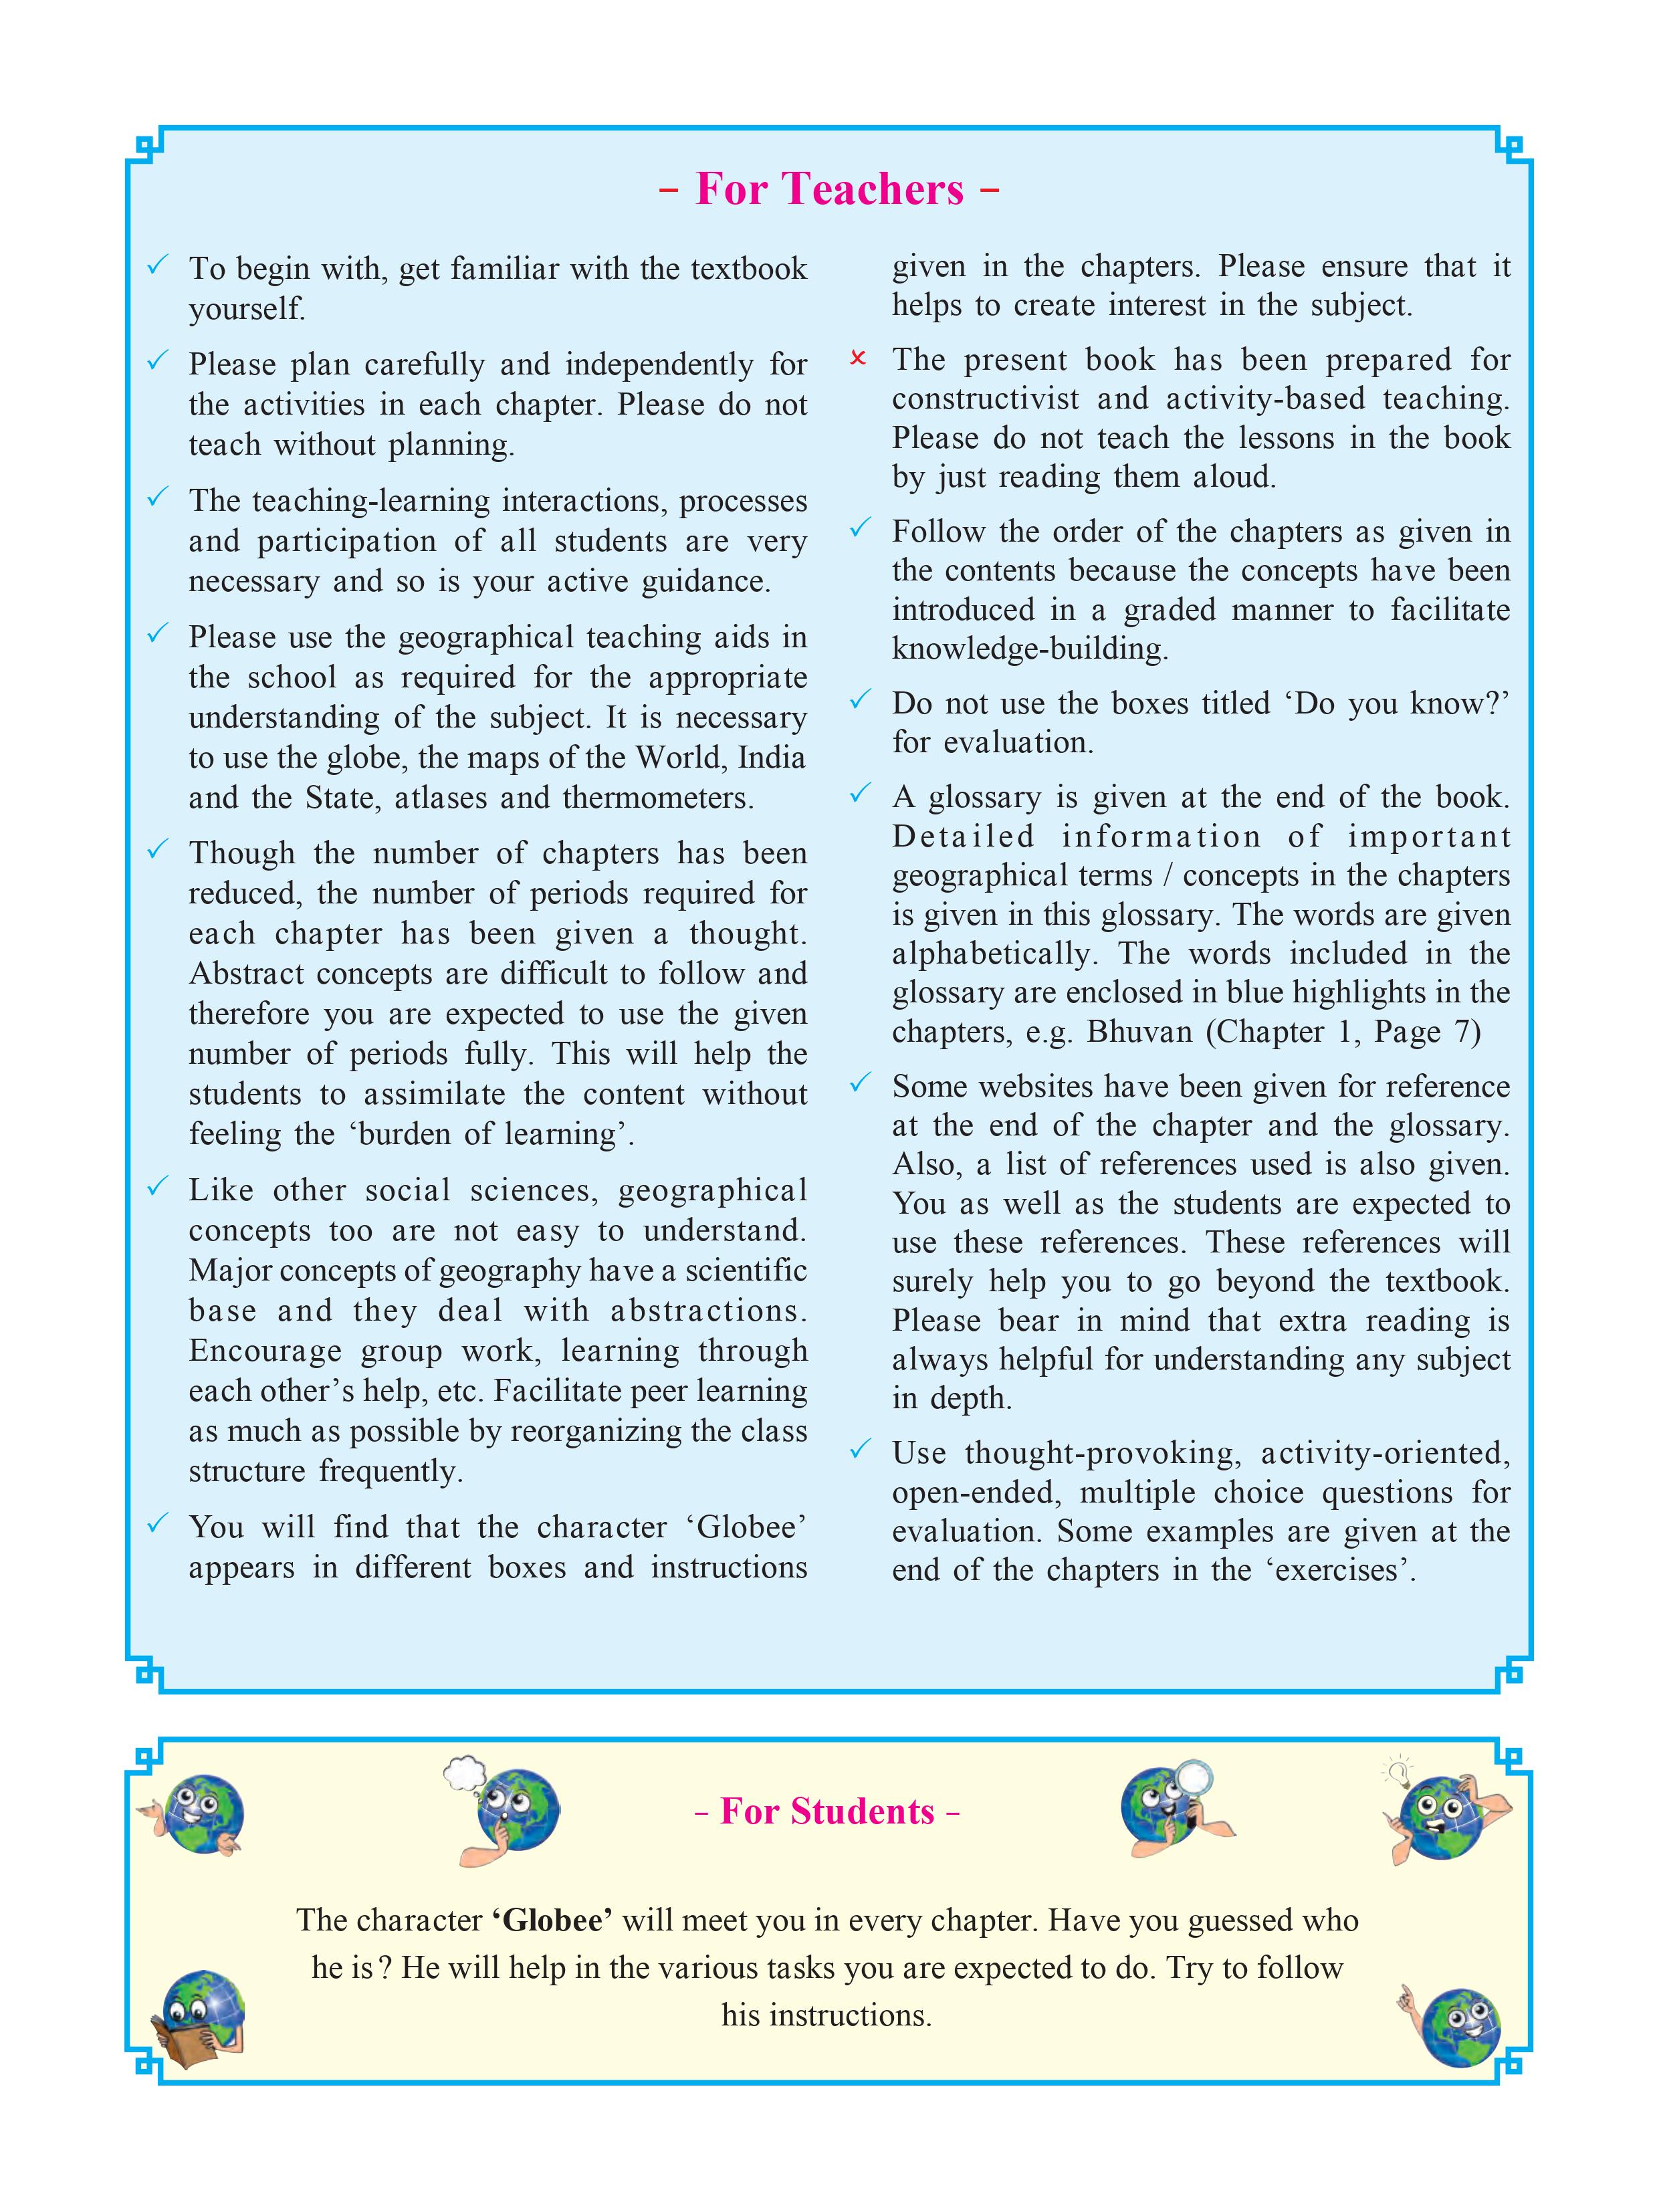 – For Teachers –
✓ To begin with, get familiar with the textbook
yourself.
✓ Please plan carefully and independently for
the activities in each chapter. Please do not
teach without planning.
✓ The teaching-learning interactions, processes
and participation of all students are very
necessary and so is your active guidance.
✓ Please use the geographical teaching aids in
the school as required for the appropriate
understanding of the subject. It is necessary
to use the globe, the maps of the World, India
and the State, atlases and thermometers.
✓ Though the number of chapters has been
reduced, the number of periods required for
each chapter has been given a thought.
Abstract concepts are difficult to follow and
therefore you are expected to use the given
number of periods fully. This will help the
students to assimilate the content without
feeling the ‘burden of learning’.
✓ Like other social sciences, geographical
concepts too are not easy to understand.
Major concepts of geography have a scientific
base and they deal with abstractions.
Encourage group work, learning through
each other’s help, etc. Facilitate peer learning
as much as possible by reorganizing the class
structure frequently.
✓ You will find that the character ‘Globee’
appears in different boxes and instructions
given in the chapters. Please ensure that it
helps to create interest in the subject.
✗ The present book has been prepared for
constructivist and activity-based teaching.
Please do not teach the lessons in the book
by just reading them aloud.
✓ Follow the order of the chapters as given in
the contents because the concepts have been
introduced in a graded manner to facilitate
knowledge-building.
✓ Do not use the boxes titled ‘Do you know?’
for evaluation.
✓ A glossary is given at the end of the book.
Detailed information of important
geographical terms / concepts in the chapters
is given in this glossary. The words are given
alphabetically. The words included in the
glossary are enclosed in blue highlights in the
chapters, e.g. Bhuvan (Chapter 1, Page 7)
✓ Some websites have been given for reference
at the end of the chapter and the glossary.
Also, a list of references used is also given.
You as well as the students are expected to
use these references. These references will
surely help you to go beyond the textbook.
Please bear in mind that extra reading is
always helpful for understanding any subject
in depth.
✓ Use thought-provoking, activity-oriented,
open-ended, multiple choice questions for
evaluation. Some examples are given at the
end of the chapters in the ‘exercises’.
– For Students –
The character ‘Globee’ will meet you in every chapter. Have you guessed who
he is? He will help in the various tasks you are expected to do. Try to follow
his instructions.